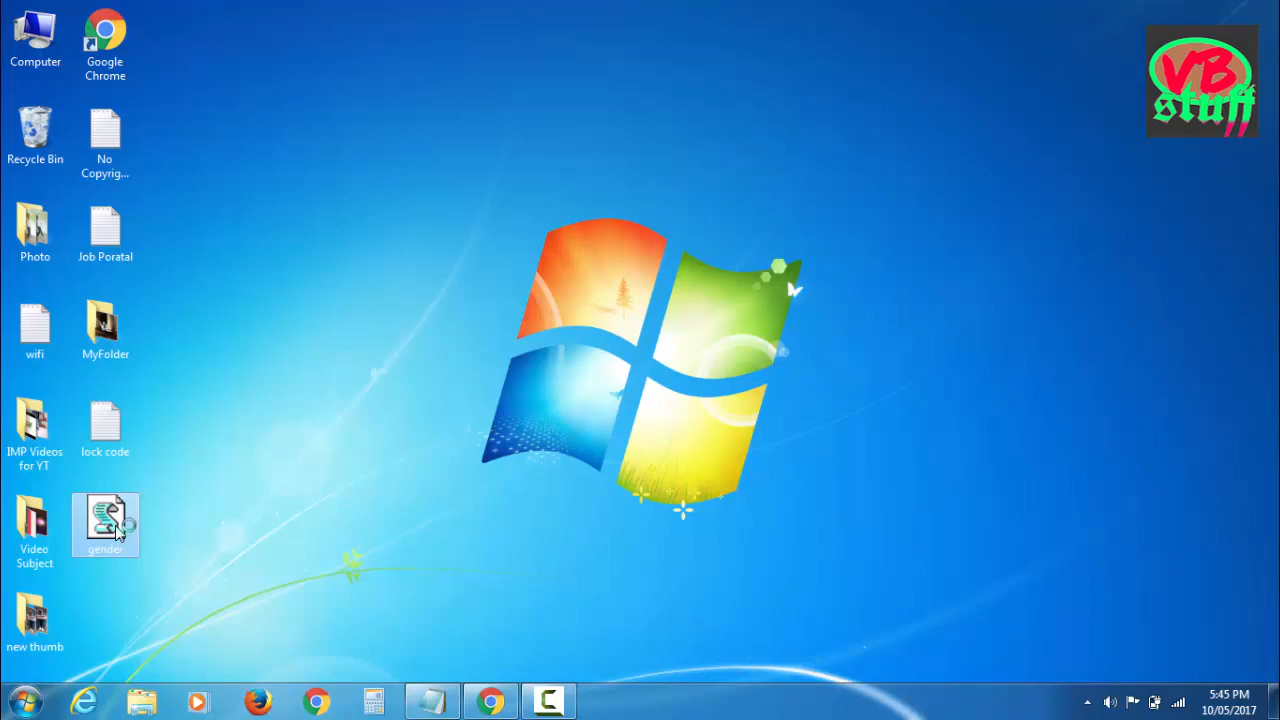 Computer
Google
Chrome
Recycle Bin
No
Copyrig...
Photo
Job Poratal
wifi
MyFolder
IMP Videos
for YT
lock code
Video
Subject
gender
new thumb
VB
stuff
5:45 PM
10/05/2017